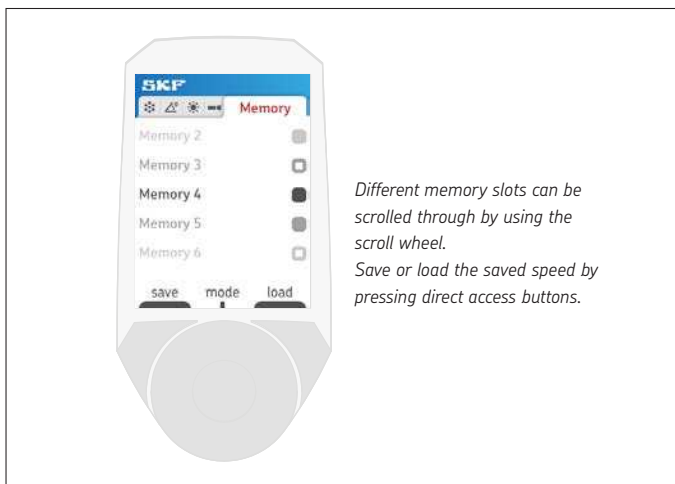 SKF
Memory
Memory 2
Memory 3
Memory 4
Memory 5
Memory 6
save mode load
Different memory slots can be
scrolled through by using the
scroll wheel.
Save or load the saved speed by
pressing direct access buttons.